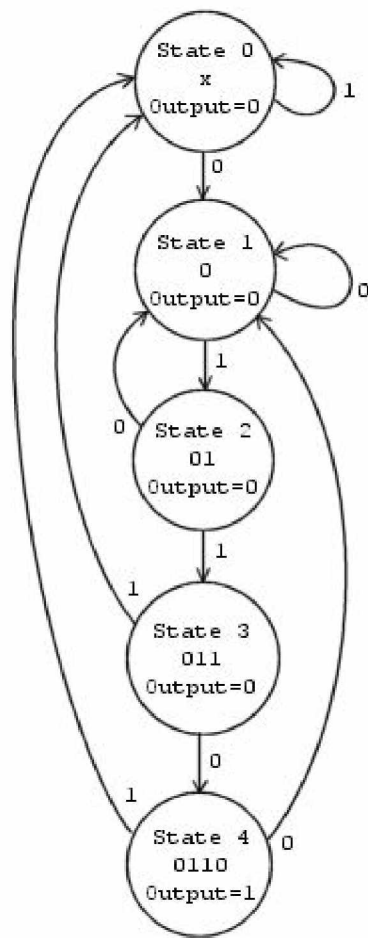 State 0
x
Output=0
1
0
State 1
0
Output=0
0
1
0
State 2
01
Output=0
1
1
State 3
011
Output=0
0
1
State 4
0110
Output=1
0